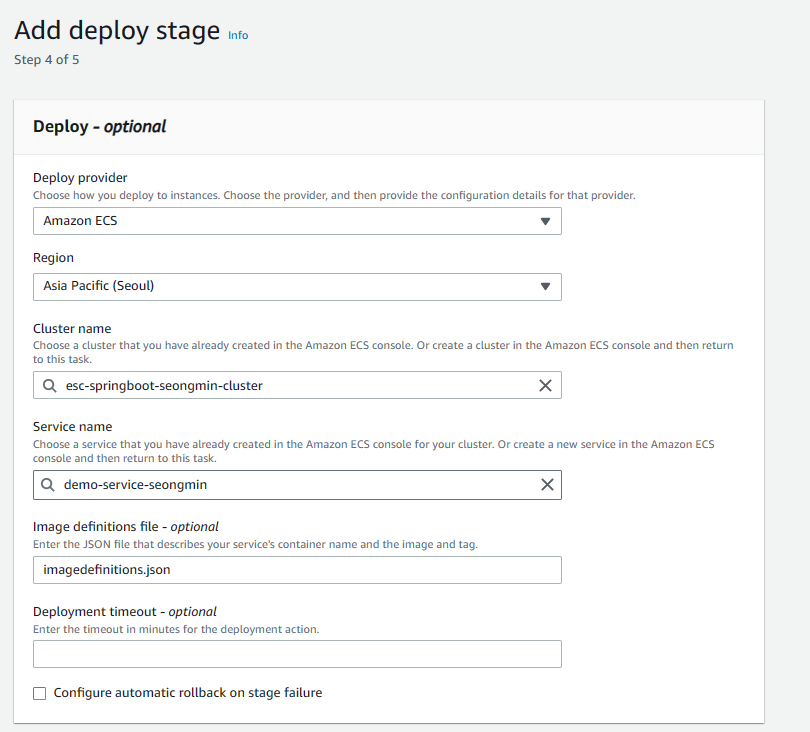 Add deploy stage Info
Step 4 of 5
Deploy - optional
Deploy provider
Choose how you deploy to instances. Choose the provider, and then provide the configuration details for that provider.
Amazon ECS
Region
Asia Pacific (Seoul)
Cluster name
Choose a cluster that you have already created in the Amazon ECS console. Or create a cluster in the Amazon ECS console and then return
to this task.
esc-springboot-seongmin-cluster
Service name
Choose a service that you have already created in the Amazon ECS console for your cluster. Or create a new service in the Amazon ECS
console and then return to this task.
demo-service-seongmin
Image definitions file - optional
Enter the JSON file that describes your service's container name and the image and tag.
imagedefinitions.json
Deployment timeout - optional
Enter the timeout in minutes for the deployment action.
Configure automatic rollback on stage failure